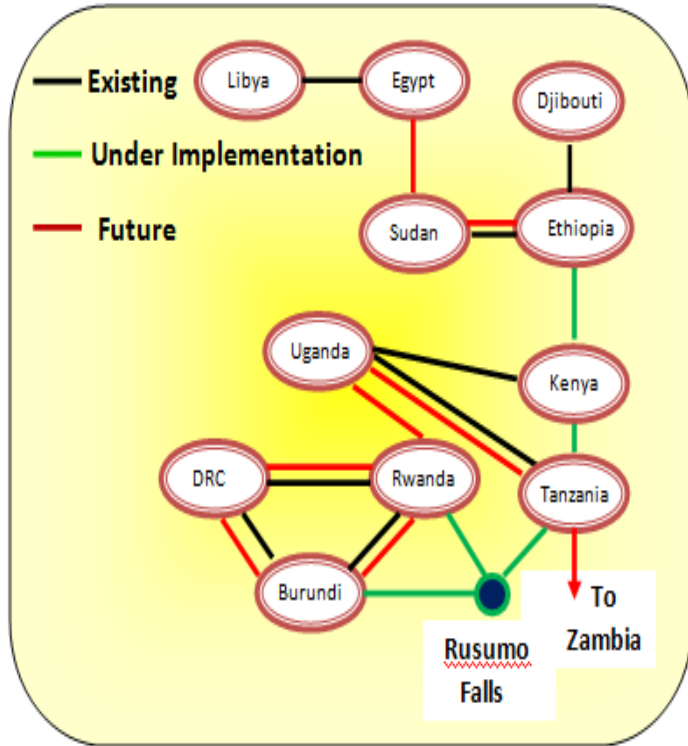 Existing
Under Implementation
Future
Libya
Egypt
Djibouti
Sudan
Ethiopia
Uganda
Kenya
DRC
Rwanda
Tanzania
Burundi
To
Zambia
Rusumo
Falls